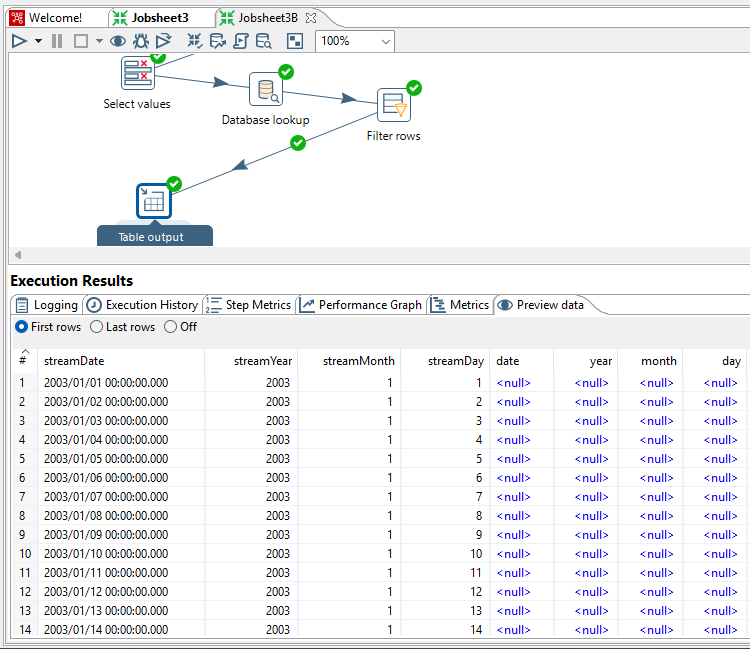 Welcome! Jobsheet3 Jobsheet3B
100%
Select values
Database lookup
Filter rows
Table output
Execution Results
Logging Execution History Step Metrics Performance Graph Metrics Preview data
First rows Last rows Off
# streamDate streamYear streamMonth streamDay date year month day
1 2003/01/01 00:00:00.000 2003 1 1 <null> <null> <null> <null>
2 2003/01/02 00:00:00.000 2003 1 2 <null> <null> <null> <null>
3 2003/01/03 00:00:00.000 2003 1 3 <null> <null> <null> <null>
4 2003/01/04 00:00:00.000 2003 1 4 <null> <null> <null> <null>
5 2003/01/05 00:00:00.000 2003 1 5 <null> <null> <null> <null>
6 2003/01/06 00:00:00.000 2003 1 6 <null> <null> <null> <null>
7 2003/01/07 00:00:00.000 2003 1 7 <null> <null> <null> <null>
8 2003/01/08 00:00:00.000 2003 1 8 <null> <null> <null> <null>
9 2003/01/09 00:00:00.000 2003 1 9 <null> <null> <null> <null>
10 2003/01/10 00:00:00.000 2003 1 10 <null> <null> <null> <null>
11 2003/01/11 00:00:00.000 2003 1 11 <null> <null> <null> <null>
12 2003/01/12 00:00:00.000 2003 1 12 <null> <null> <null> <null>
13 2003/01/13 00:00:00.000 2003 1 13 <null> <null> <null> <null>
14 2003/01/14 00:00:00.000 2003 1 14 <null> <null> <null> <null>